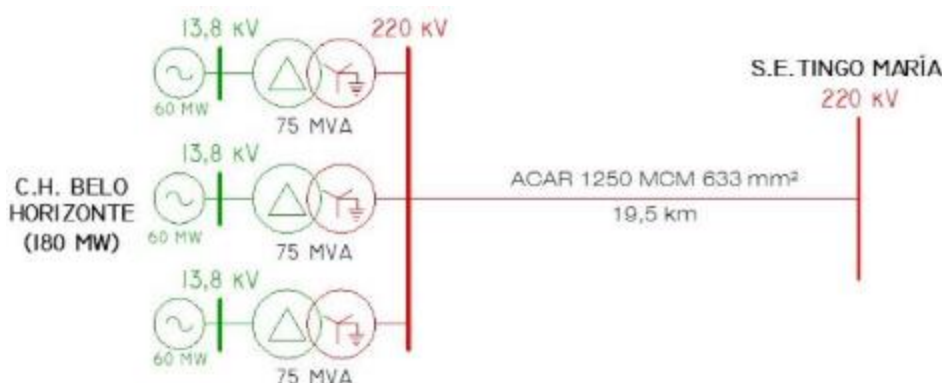 13,8 kV
220 kV
60 MW
75 MVA
S.E. TINGO MARÍA
220 kV
13,8 kV
C.H. BELO
HORIZONTE
(180 MW)
60 MW
75 MVA
ACAR 1250 MCM 633 mm²
19,5 km
13,8 kV
60 MW
75 MVA